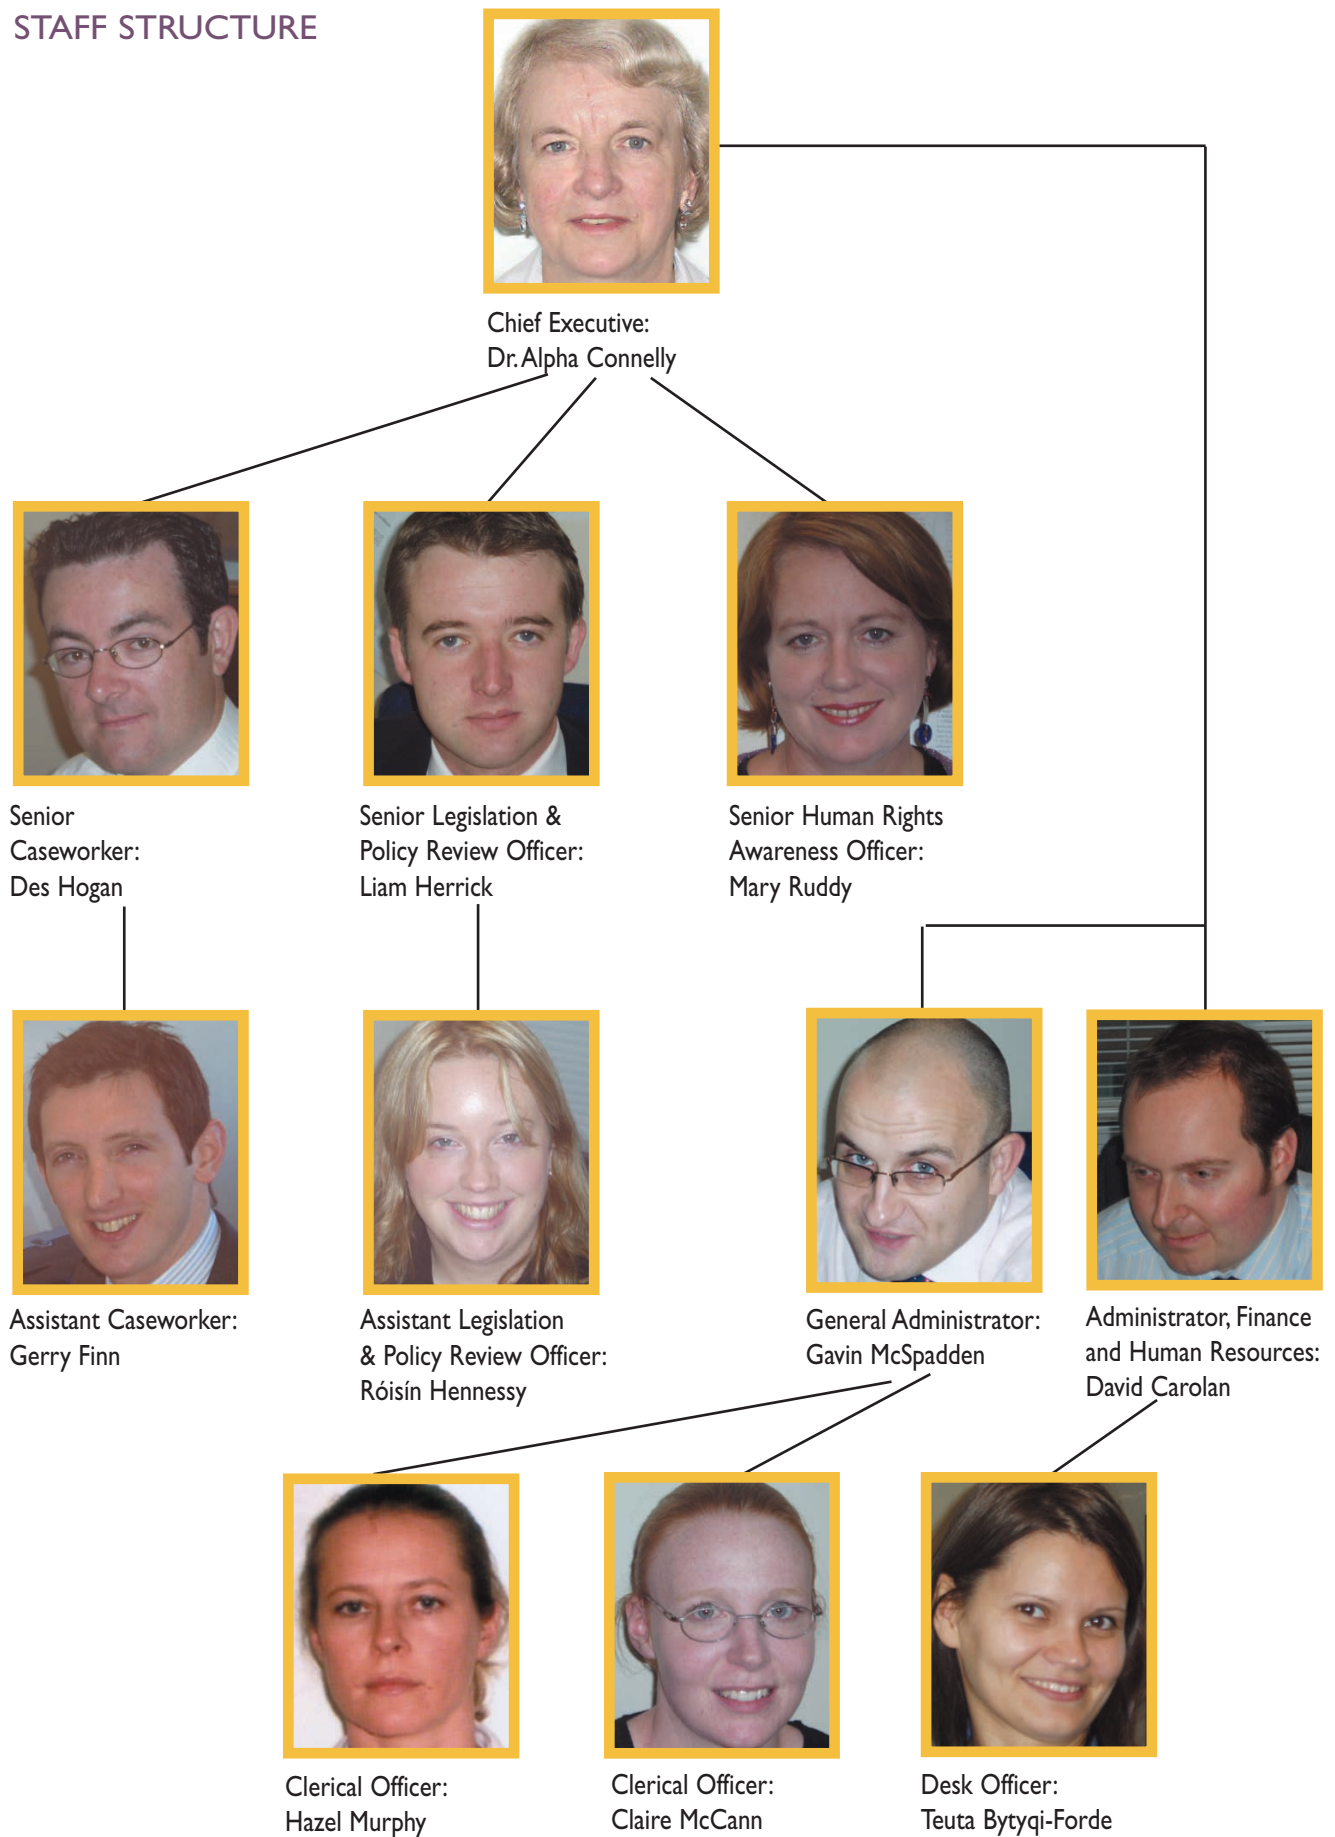 STAFF STRUCTURE
Chief Executive:
Dr. Alpha Connelly
Senior
Caseworker:
Des Hogan
Senior Legislation &
Policy Review Officer:
Liam Herrick
Senior Human Rights
Awareness Officer:
Mary Ruddy
Assistant Caseworker:
Gerry Finn
Assistant Legislation
& Policy Review Officer:
Róisín Hennessy
General Administrator:
Gavin McSpadden
Administrator, Finance
and Human Resources:
David Carolan
Clerical Officer:
Hazel Murphy
Clerical Officer:
Claire McCann
Desk Officer:
Teuta Bytyqi-Forde